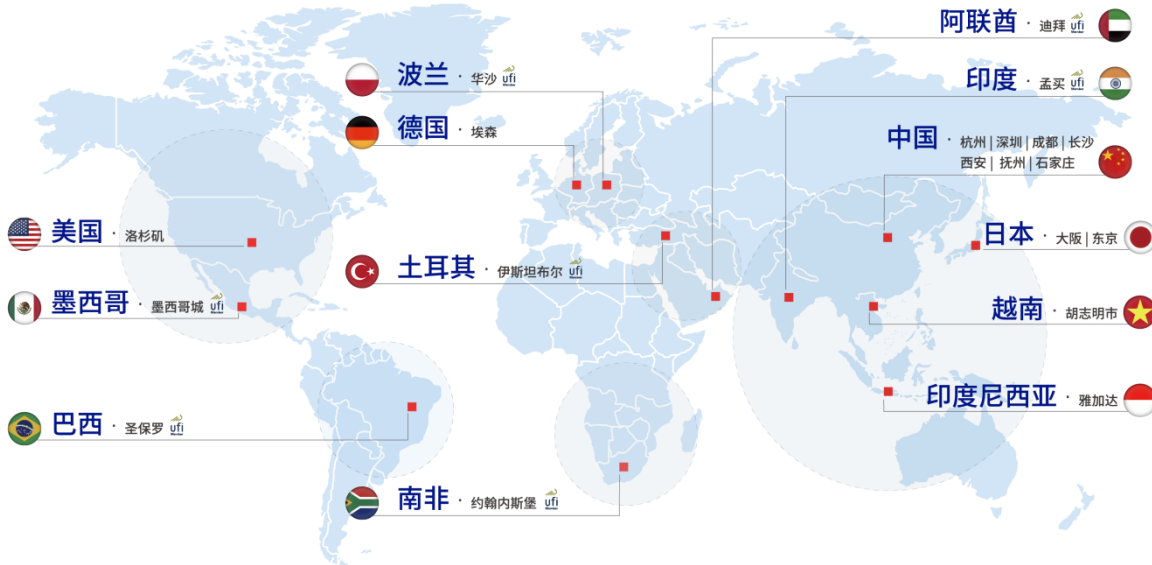 阿联酋 · 迪拜 ufi
波兰 · 华沙 ufi
印度 · 孟买 ufi
德国 · 埃森
中国 · 杭州 | 深圳 | 成都 | 长沙
西安 | 抚州 | 石家庄
美国 · 洛杉矶
日本 · 大阪 | 东京
土耳其 · 伊斯坦布尔 ufi
墨西哥 · 墨西哥城 ufi
越南 · 胡志明市
印度尼西亚 · 雅加达
巴西 · 圣保罗 ufi
南非 · 约翰内斯堡 ufi